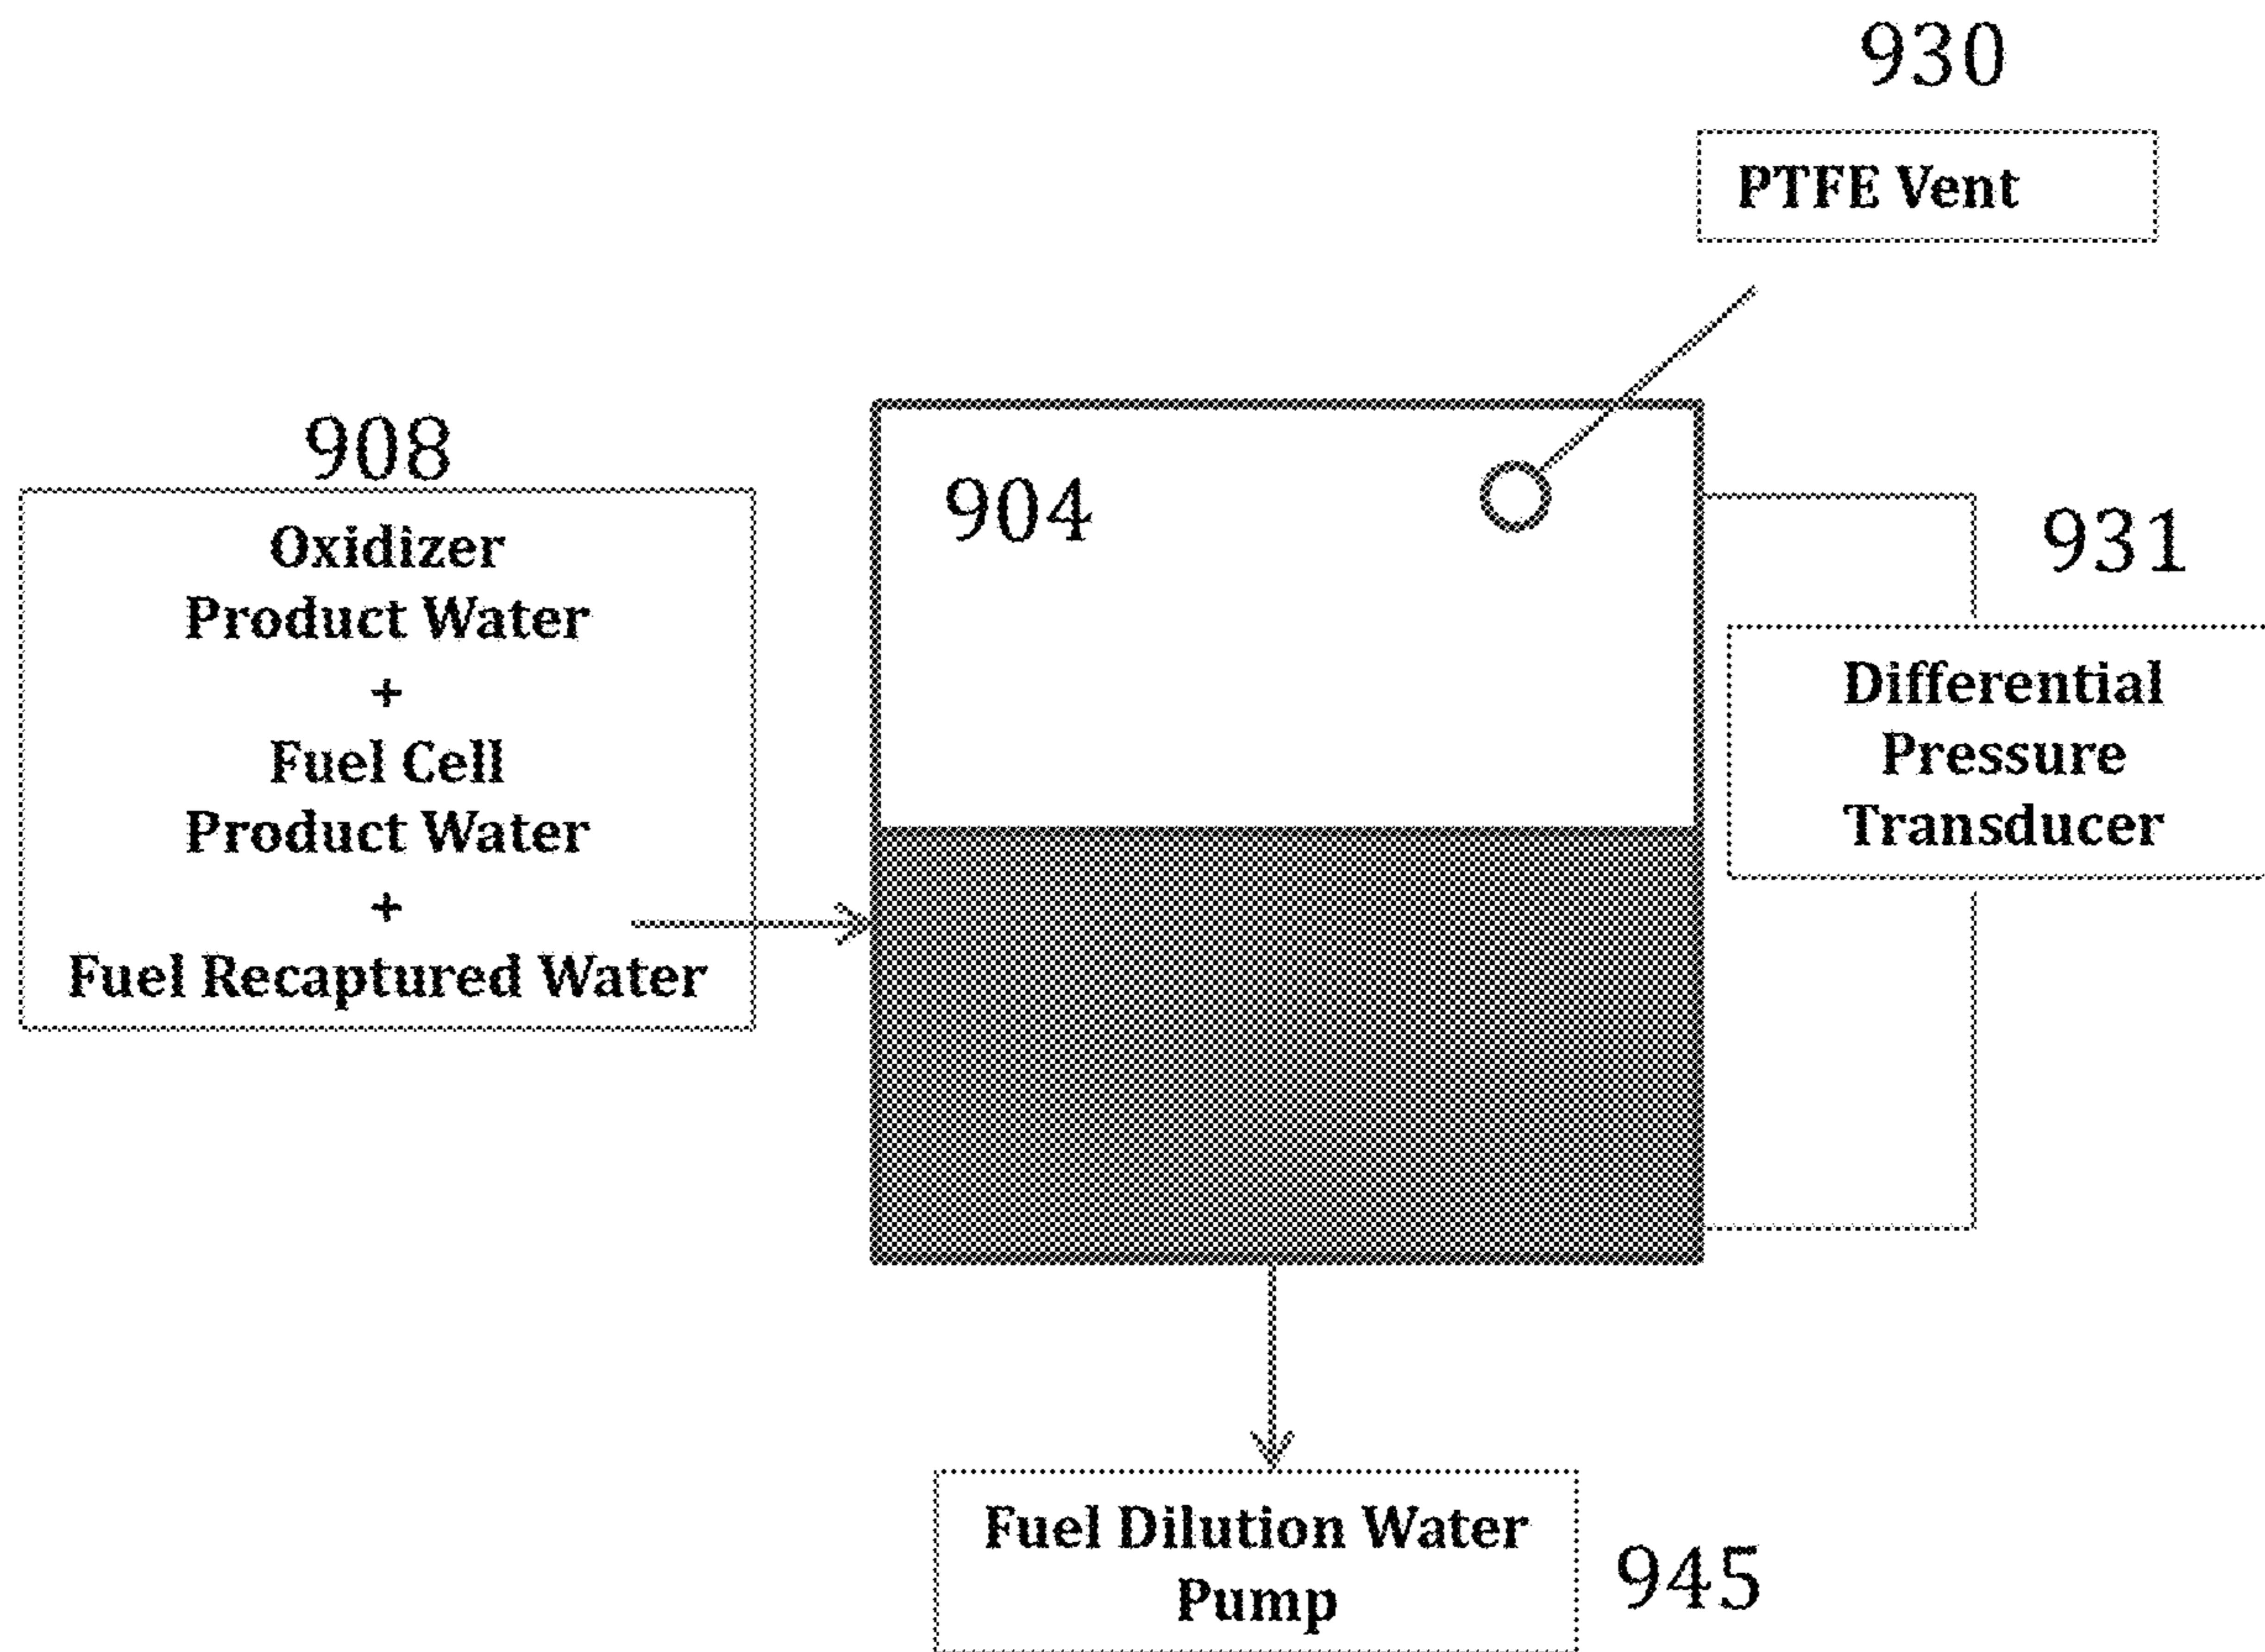 930
PTFE Vent
908
Oxidizer
Product Water
+
Fuel Cell
Product Water
+
Fuel Recaptured Water
904
931
Differential
Pressure
Transducer
Fuel Dilution Water
Pump
945